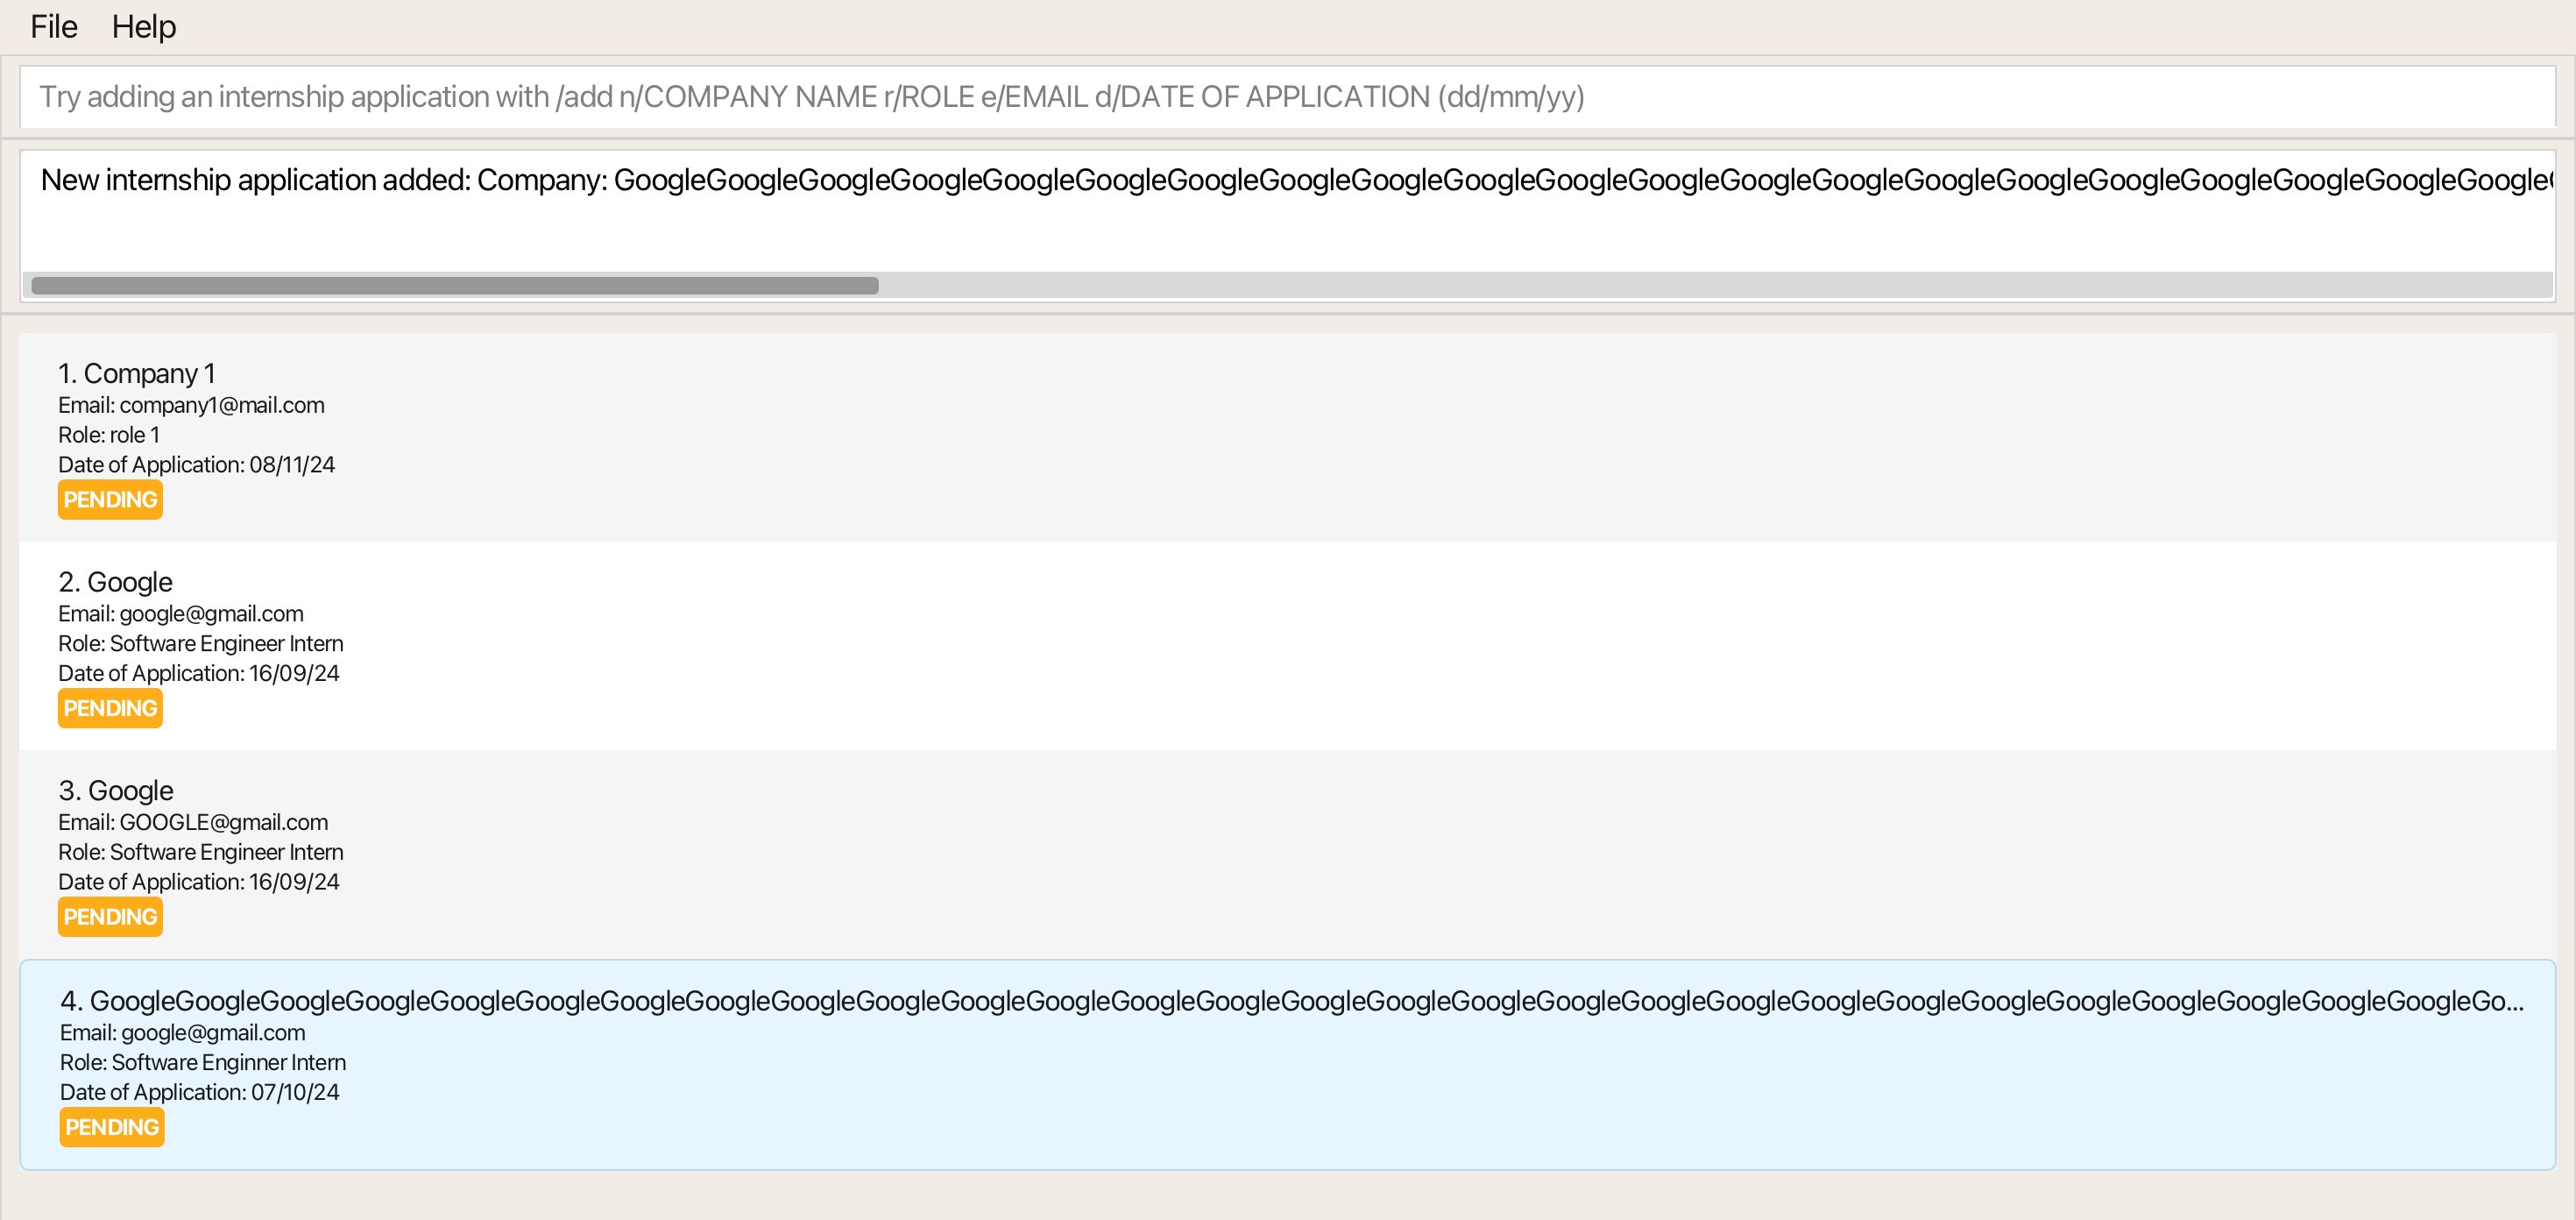 File Help
Try adding an internship application with /add n/COMPANY NAME r/ROLE e/EMAIL d/DATE OF APPLICATION (dd/mm/yy)
New internship application added: Company: GoogleGoogleGoogleGoogleGoogleGoogleGoogleGoogleGoogleGoogleGoogleGoogleGoogleGoogleGoogleGoogleGoogleGoogleGoogleGoogleGoogle
1. Company 1
Email: company1@mail.com
Role: role 1
Date of Application: 08/11/24
PENDING
2. Google
Email: google@gmail.com
Role: Software Engineer Intern
Date of Application: 16/09/24
PENDING
3. Google
Email: GOOGLE@gmail.com
Role: Software Engineer Intern
Date of Application: 16/09/24
PENDING
4. GoogleGoogleGoogleGoogleGoogleGoogleGoogleGoogleGoogleGoogleGoogleGoogleGoogleGoogleGoogleGoogleGoogleGoogleGoogleGoogleGoogleGoogleGoogleGoogleGoogleGoogleGoogleGoogleGo...
Email: google@gmail.com
Role: Software Enginner Intern
Date of Application: 07/10/24
PENDING